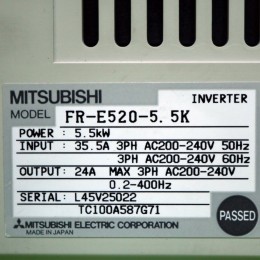 MITSUBISHI INVERTER
MODEL FR-E520-5.5K
POWER : 5.5kW
INPUT : 35.5A 3PH AC200-240V 50Hz
3PH AC200-240V 60Hz
OUTPUT: 24A MAX 3PH AC200-240V
0.2-400Hz
SERIAL: L45V25022
TC100A587G71
PASSED
MITSUBISHI ELECTRIC CORPORATION
MADE IN JAPAN